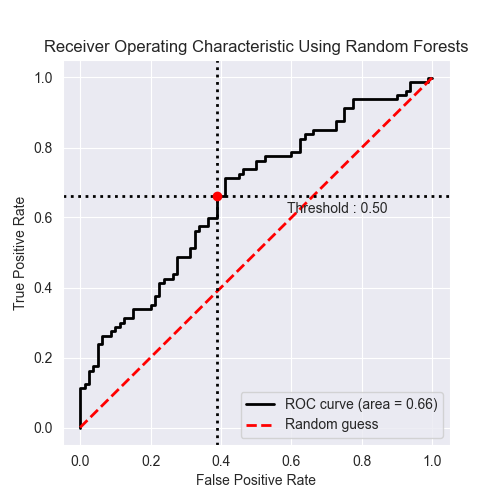 Receiver Operating Characteristic Using Random Forests
1.0
0.8
0.6
0.4
0.2
0.0
True Positive Rate
Threshold : 0.50
ROC curve (area = 0.66)
Random guess
0.0 0.2 0.4 0.6 0.8 1.0
False Positive Rate